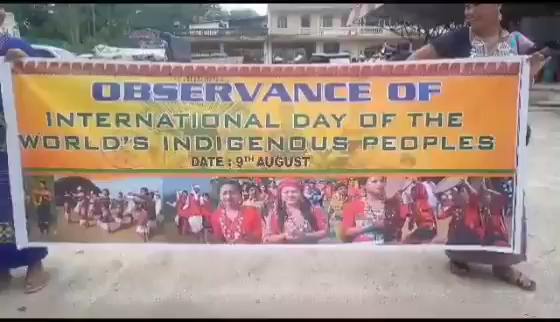 OBSERVANCE OF
INTERNATIONAL DAY OF THE
WORLD'S INDIGENOUS PEOPLES
DATE : 9TH AUGUST